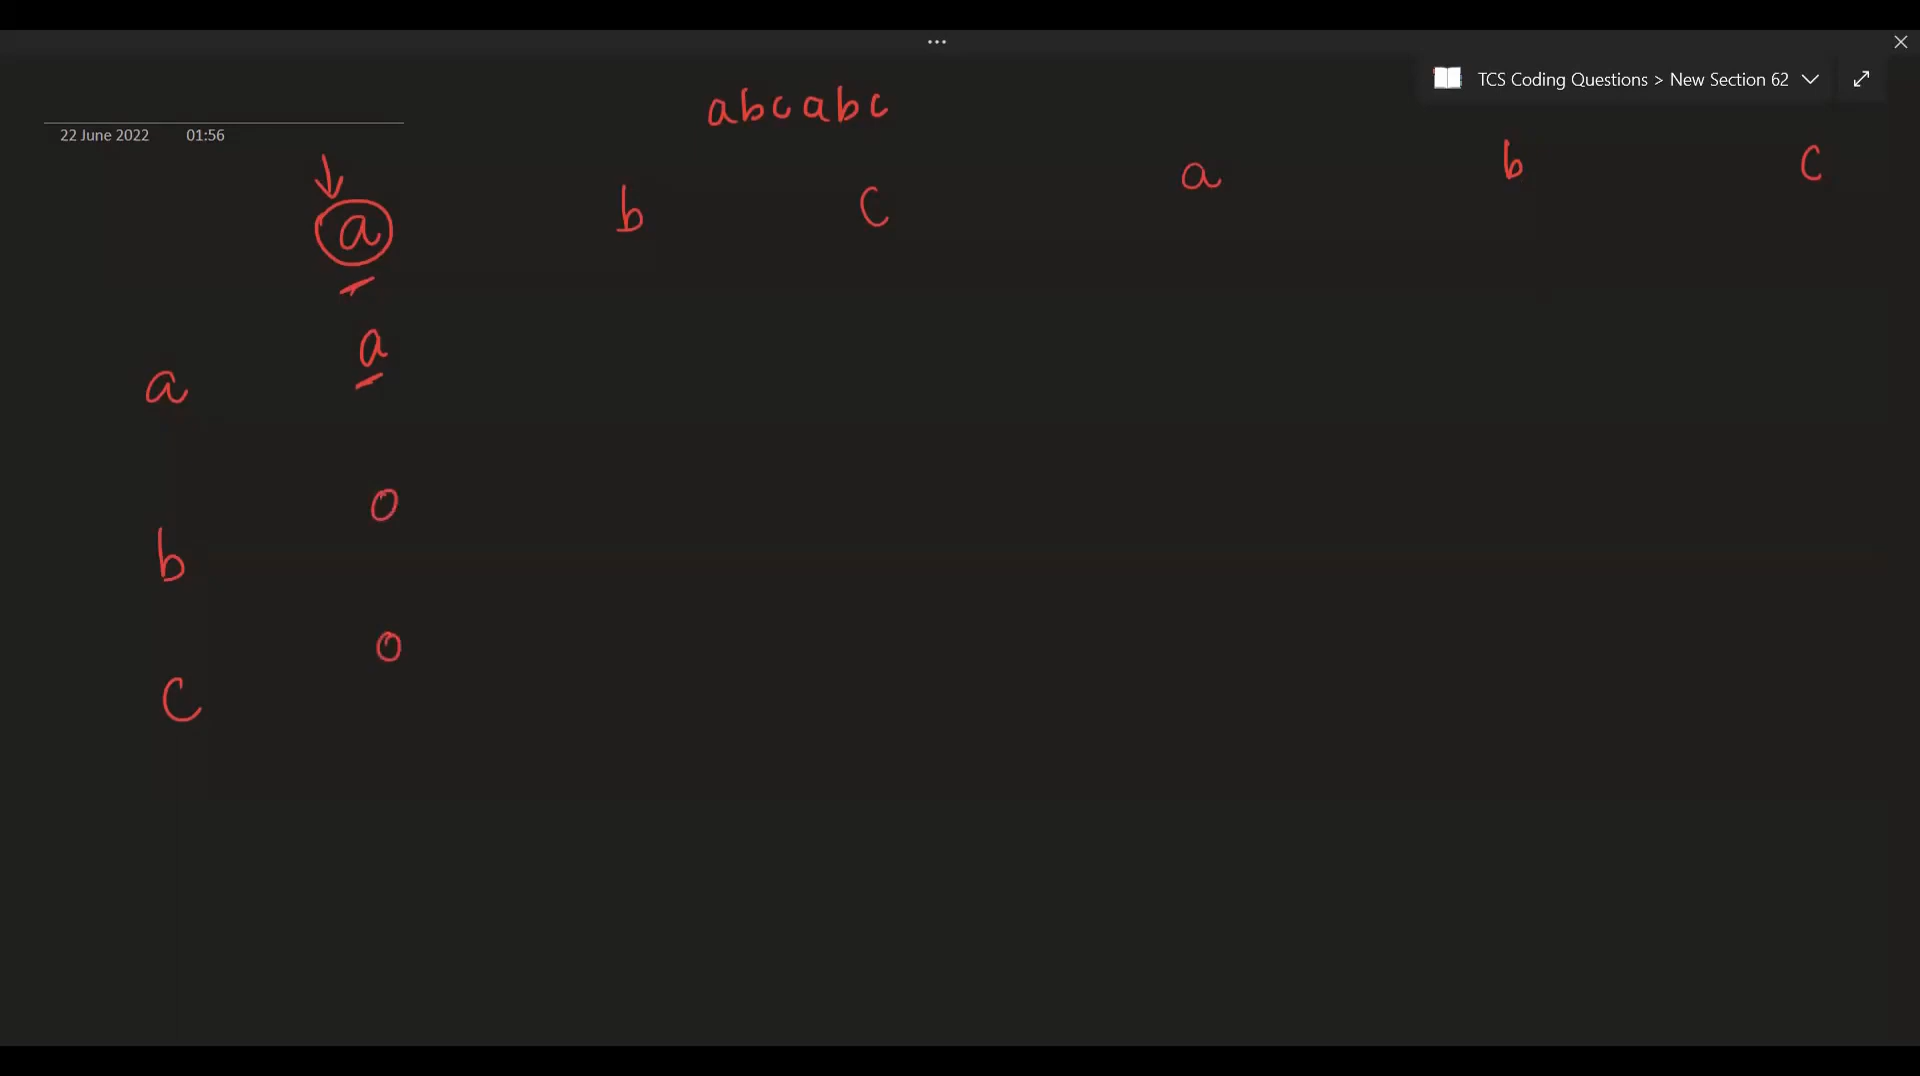 TCS Coding Questions > New Section 62
abcabc
22 June 2022 01:56
a b c a b c
a
a
0
b
0
c